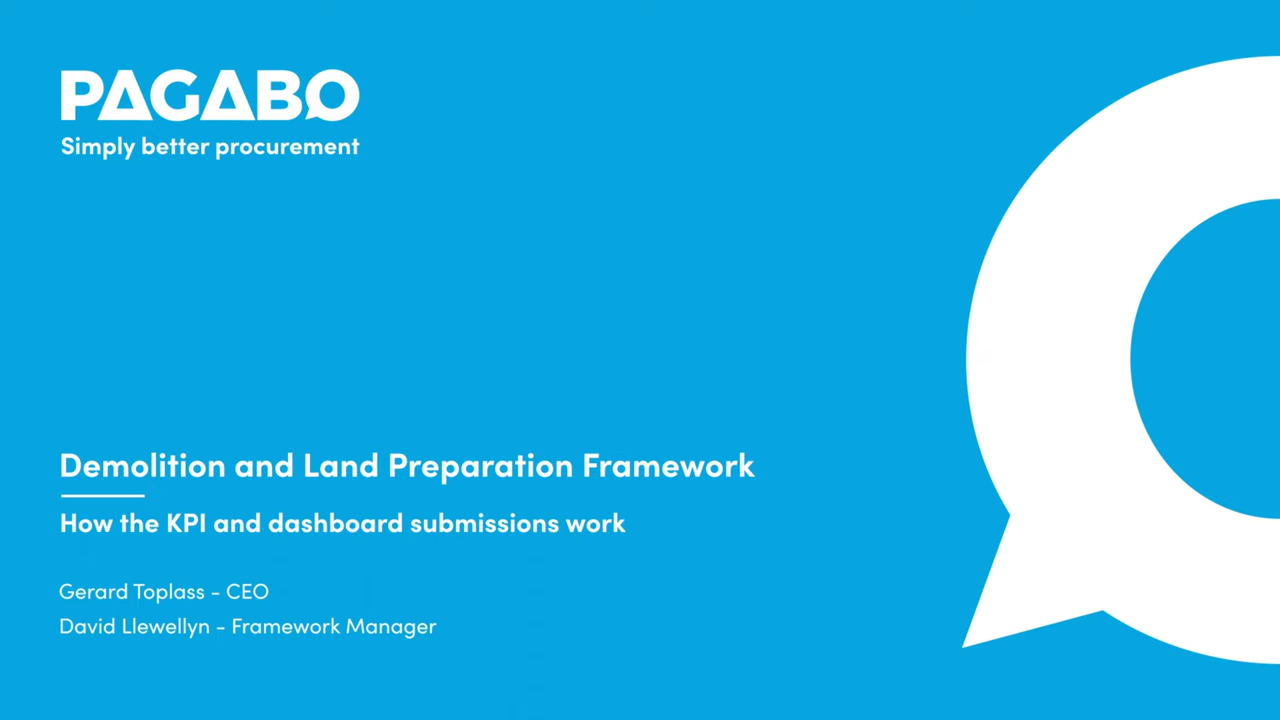 PAGABO
Simply better procurement
Demolition and Land Preparation Framework
How the KPI and dashboard submissions work
Gerard Toplass - CEO
David Llewellyn - Framework Manager